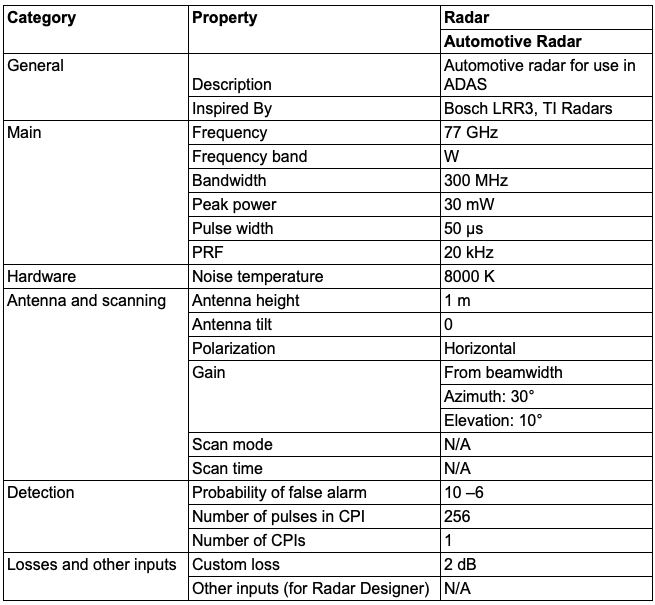 Category Property Radar
Automotive Radar
General Description Automotive radar for use in
ADAS
Inspired By Bosch LRR3, TI Radars
Main Frequency 77 GHz
Frequency band W
Bandwidth 300 MHz
Peak power 30 mW
Pulse width 50 µs
PRF 20 kHz
Hardware Noise temperature 8000 K
Antenna and scanning Antenna height 1 m
Antenna tilt 0
Polarization Horizontal
Gain From beamwidth
Azimuth: 30°
Elevation: 10°
Scan mode N/A
Scan time N/A
Detection Probability of false alarm 10 –6
Number of pulses in CPI 256
Number of CPIs 1
Losses and other inputs Custom loss 2 dB
Other inputs (for Radar Designer) N/A